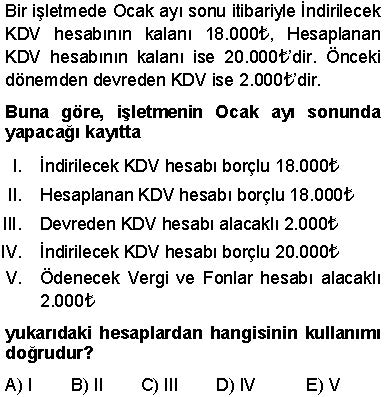 Bir işletmede Ocak ayı sonu itibariyle İndirilecek
KDV hesabının kalanı 18.000₺, Hesaplanan
KDV hesabının kalanı ise 20.000₺’dir. Önceki
dönemden devreden KDV ise 2.000₺’dir.
Buna göre, işletmenin Ocak ayı sonunda
yapacağı kayıtta
I. İndirilecek KDV hesabı borçlu 18.000₺
II. Hesaplanan KDV hesabı borçlu 18.000₺
III. Devreden KDV hesabı alacaklı 2.000₺
IV. İndirilecek KDV hesabı borçlu 20.000₺
V. Ödenecek Vergi ve Fonlar hesabı alacaklı
2.000₺
yukarıdaki hesaplardan hangisinin kullanımı
doğrudur?
A) I B) II C) III D) IV E) V